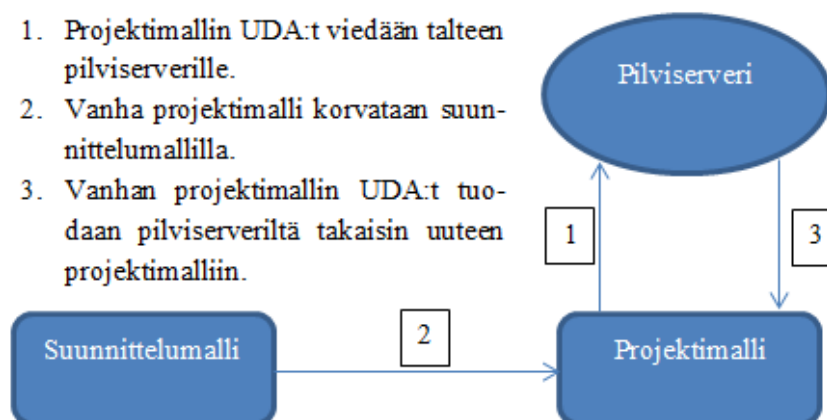 1. Projektimallin UDA:t viedään talteen
pilviserverille.
2. Vanha projektimalli korvataan suun-
nittelumallilla.
3. Vanhan projektimallin UDA:t tuo-
daan pilviserveriltä takaisin uuteen
projektimalliin.
Pilviserveri
1
3
2
Suunnittelumalli
Projektimalli